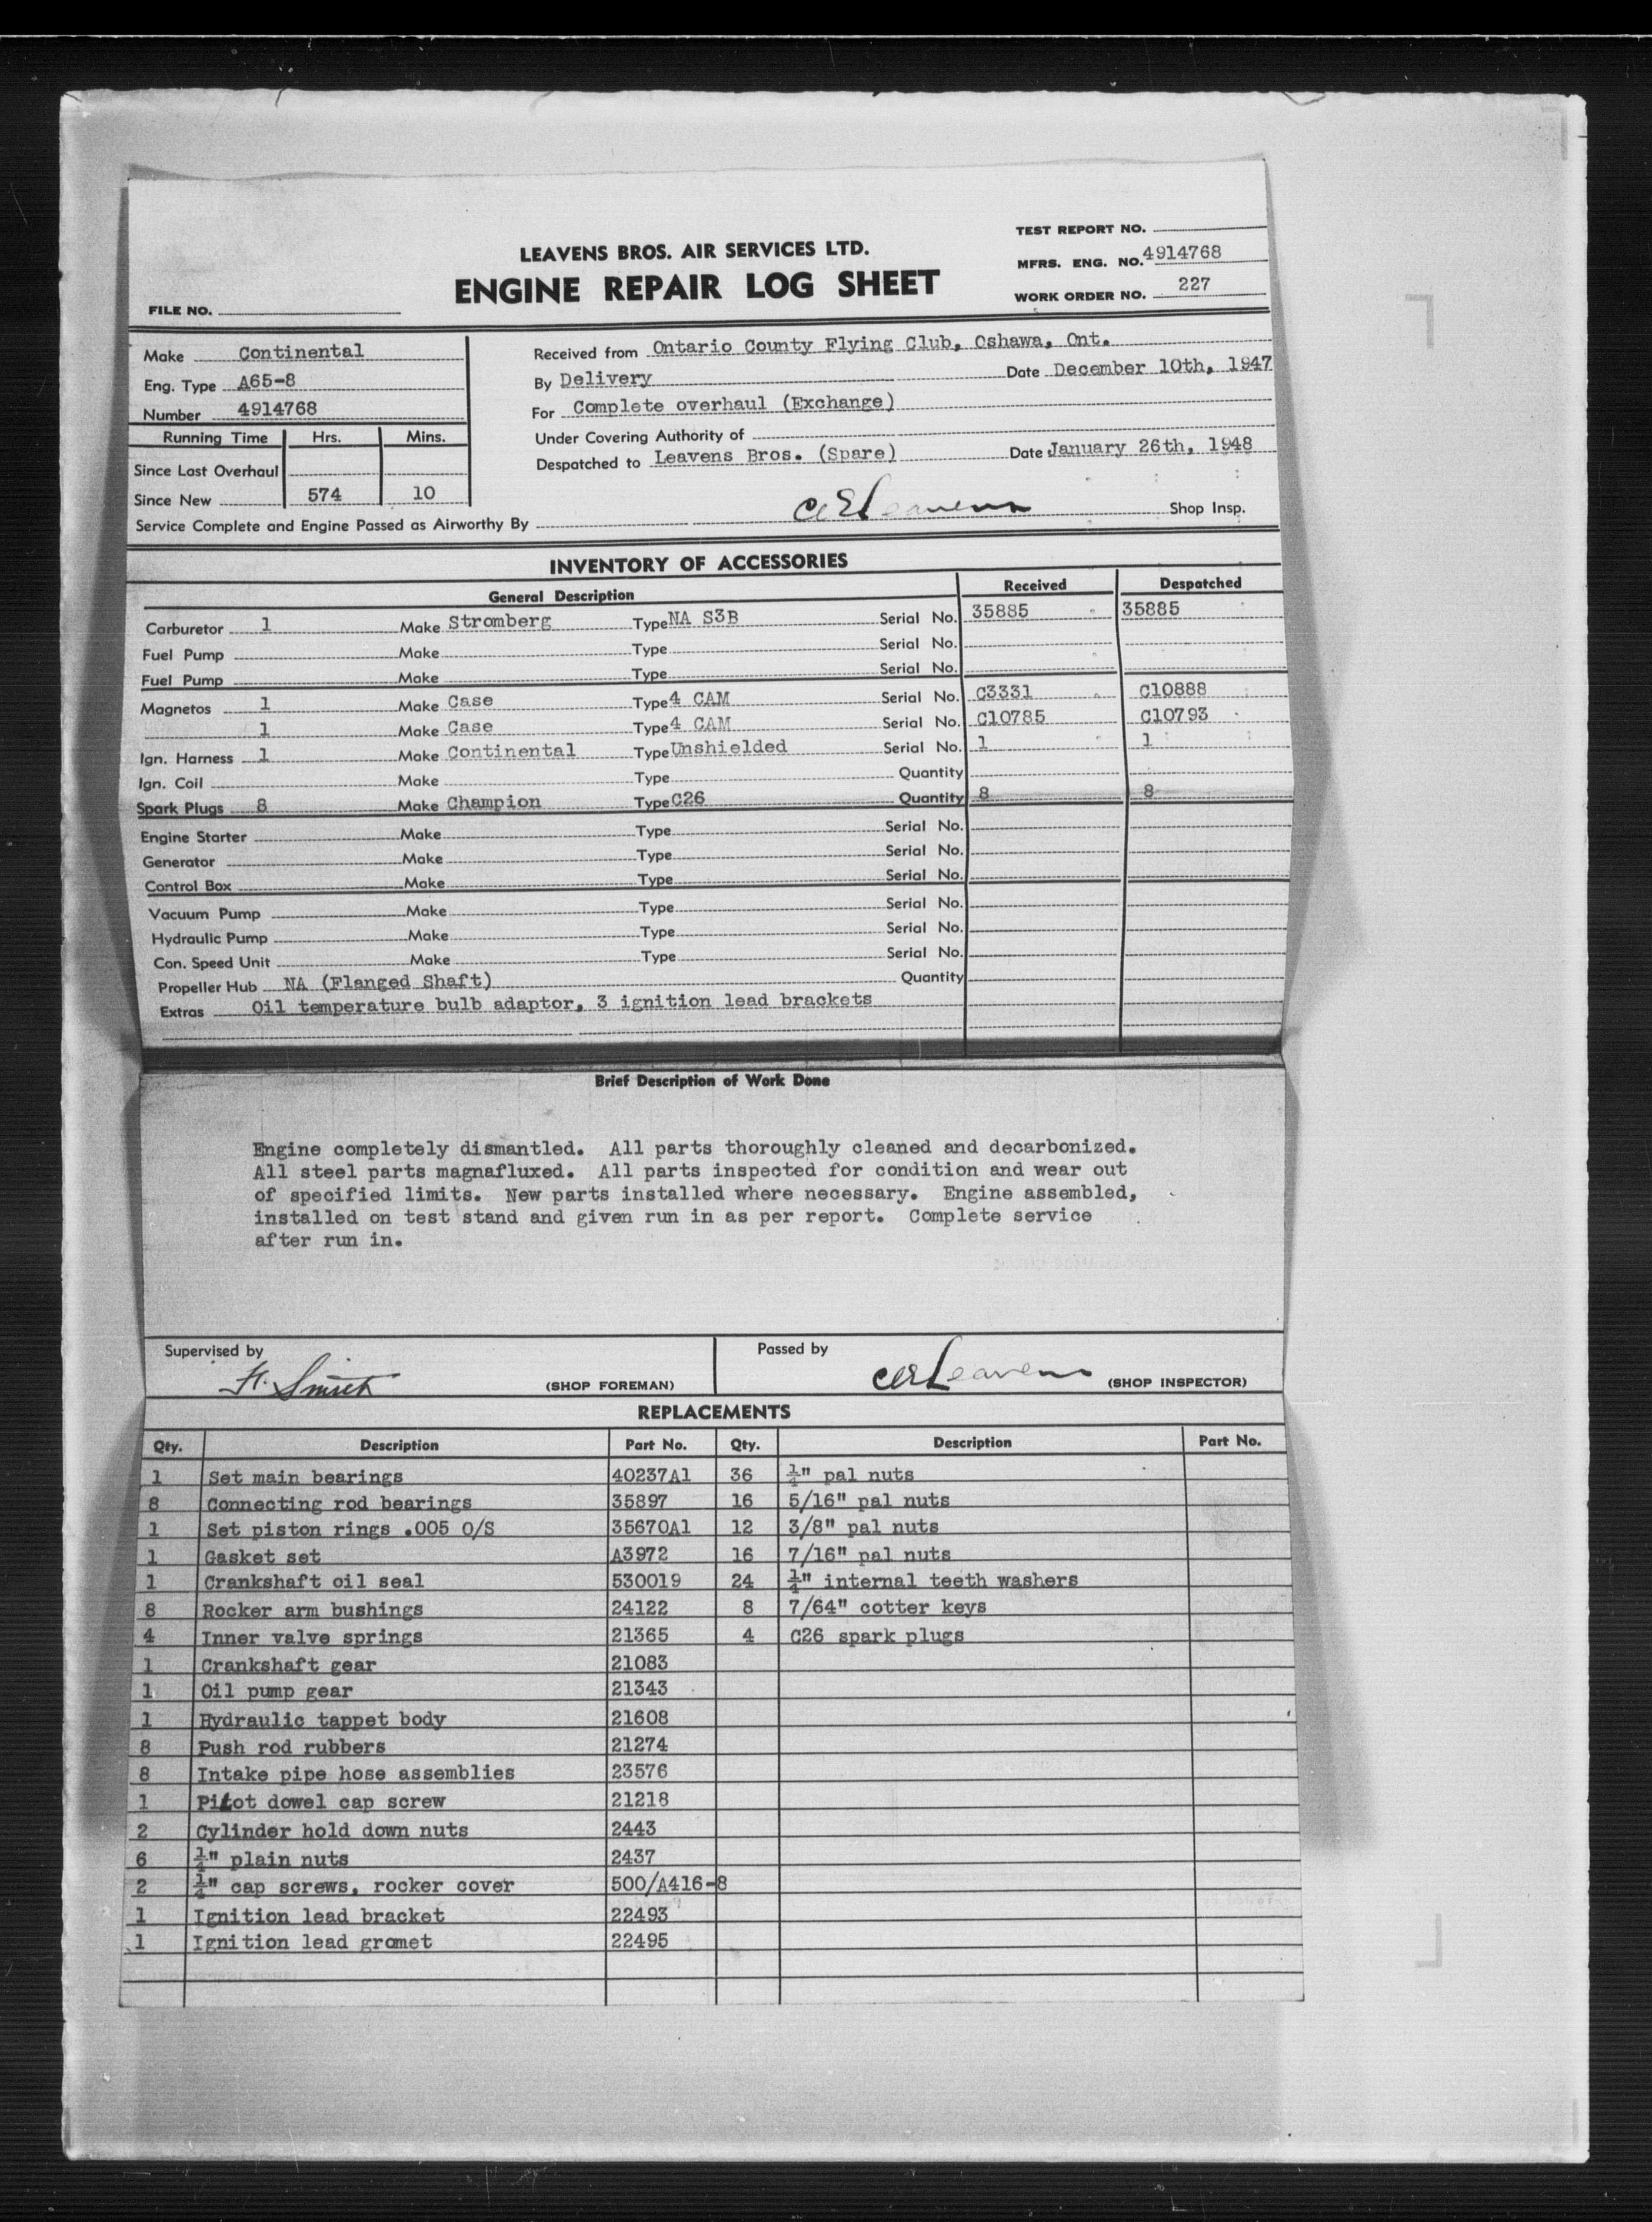 TEST REPORT NO.
LEAVENS BROS. AIR SERVICES LTD.
MFRS. ENG. NO. 4914768
ENGINE REPAIR LOG SHEET
WORK ORDER NO. 227
FILE NO.
Make Continental
Received from Ontario County Flying Club, Oshawa, Ont.
Eng. Type A65-8
By Delivery Date December 10th, 1947
Number 4914768
For Complete overhaul (Exchange)
Running Time Hrs. Mins.
Under Covering Authority of
Since Last Overhaul
Despatched to Leavens Bros. (Spare) Date January 26th, 1948
Since New 574 10
Service Complete and Engine Passed as Airworthy By Leavens Shop Insp.
INVENTORY OF ACCESSORIES
General Description Received Despatched
Carburetor 1 Make Stromberg Type NA S3B Serial No. 35885 35885
Fuel Pump Make Type Serial No.
Fuel Pump Make Type Serial No.
Magnetos 1 Make Case Type 4 CAM Serial No. C3331 C10888
1 Make Case Type 4 CAM Serial No. C10785 C10793
Ign. Harness 1 Make Continental Type Unshielded Serial No. 1 1
Ign. Coil Make Type Quantity
Spark Plugs 8 Make Champion Type C26 Quantity 8 8
Engine Starter Make Type Serial No.
Generator Make Type Serial No.
Control Box Make Type Serial No.
Vacuum Pump Make Type Serial No.
Hydraulic Pump Make Type Serial No.
Con. Speed Unit Make Type Serial No.
Propeller Hub NA (Flanged Shaft) Quantity
Extras Oil temperature bulb adaptor, 3 ignition lead brackets
Brief Description of Work Done
Engine completely dismantled. All parts thoroughly cleaned and decarbonized.
All steel parts magnafluxed. All parts inspected for condition and wear out
of specified limits. New parts installed where necessary. Engine assembled,
installed on test stand and given run in as per report. Complete service
after run in.
Supervised by H. Smith (SHOP FOREMAN) Passed by Leavens (SHOP INSPECTOR)
REPLACEMENTS
Qty. Description Part No. Qty. Description Part No.
1 Set main bearings 40237A1 36 ¼" pal nuts
8 Connecting rod bearings 35897 16 5/16" pal nuts
1 Set piston rings .005 O/S 35670A1 12 3/8" pal nuts
1 Gasket set A3972 16 7/16" pal nuts
1 Crankshaft oil seal 530019 24 ¼" internal teeth washers
8 Rocker arm bushings 24122 8 7/64" cotter keys
4 Inner valve springs 21365 4 C26 spark plugs
1 Crankshaft gear 21083
1 Oil pump gear 21343
1 Hydraulic tappet body 21608
8 Push rod rubbers 21274
8 Intake pipe hose assemblies 23576
1 Pilot dowel cap screw 21218
2 Cylinder hold down nuts 2443
6 ¼" plain nuts 2437
2 ¼" cap screws, rocker cover 500/A416-8
1 Ignition lead bracket 22493
1 Ignition lead gromet 22495